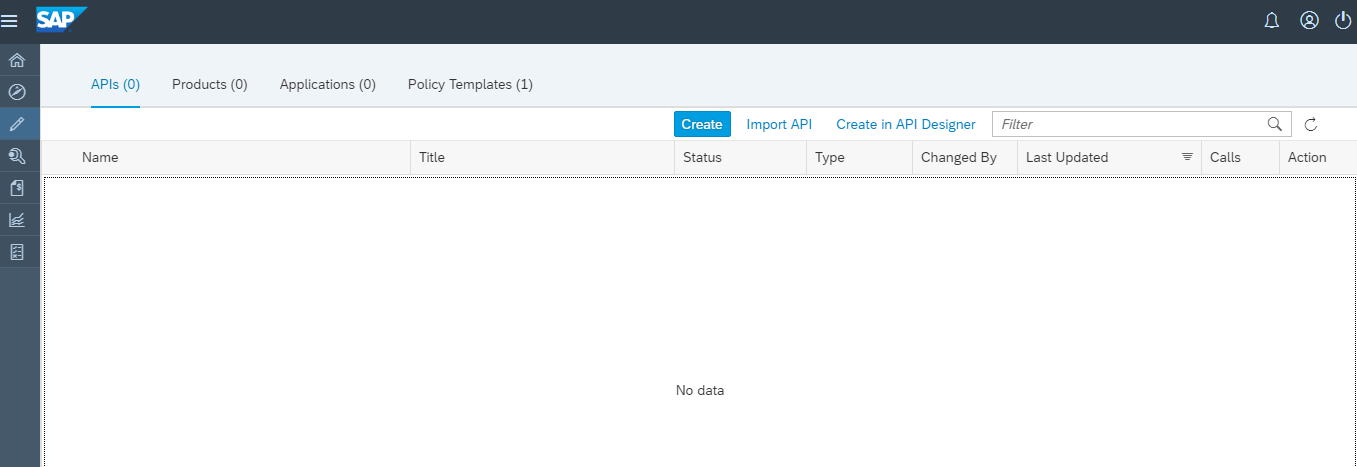 SAP
APIs (0) Products (0) Applications (0) Policy Templates (1)
Create Import API Create in API Designer Filter
Name Title Status Type Changed By Last Updated Calls Action
No data